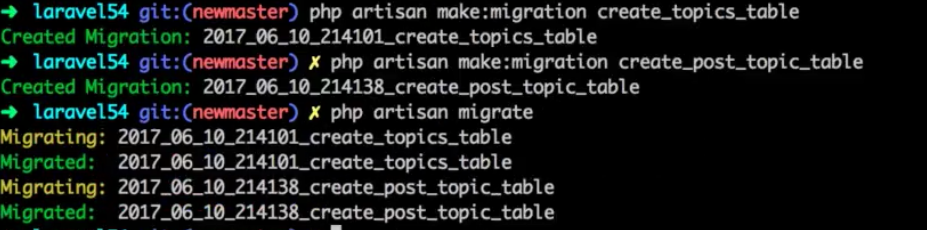 ➜ laravel54 git:(newmaster) php artisan make:migration create_topics_table
Created Migration: 2017_06_10_214101_create_topics_table
➜ laravel54 git:(newmaster) ✗ php artisan make:migration create_post_topic_table
Created Migration: 2017_06_10_214138_create_post_topic_table
➜ laravel54 git:(newmaster) ✗ php artisan migrate
Migrating: 2017_06_10_214101_create_topics_table
Migrated: 2017_06_10_214101_create_topics_table
Migrating: 2017_06_10_214138_create_post_topic_table
Migrated: 2017_06_10_214138_create_post_topic_table